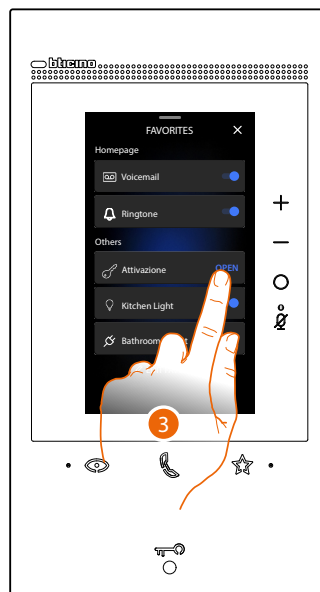 bticino
FAVORITES
Homepage
Voicemail
Ringtone
Others
Attivazione OPEN
Kitchen Light
Bathroom
3